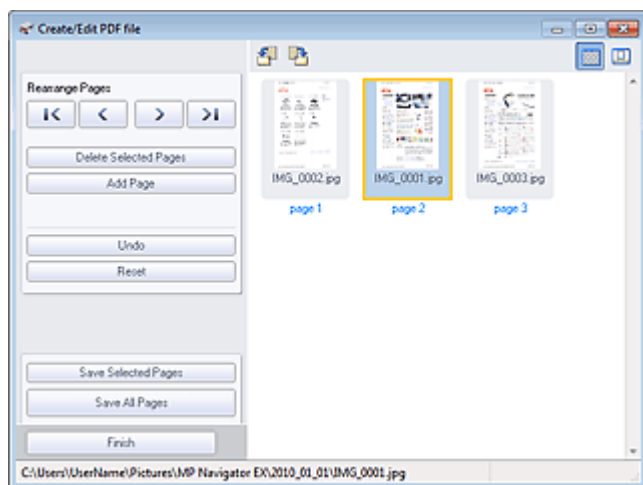 Create/Edit PDF file
Rearrange Pages
Delete Selected Pages
Add Page
Undo
Reset
Save Selected Pages
Save All Pages
Finish
IMG_0002.jpg
IMG_0001.jpg
IMG_0003.jpg
page 1
page 2
page 3
C:\Users\UserName\Pictures\MP Navigator EX\2010_01_01\IMG_0001.jpg